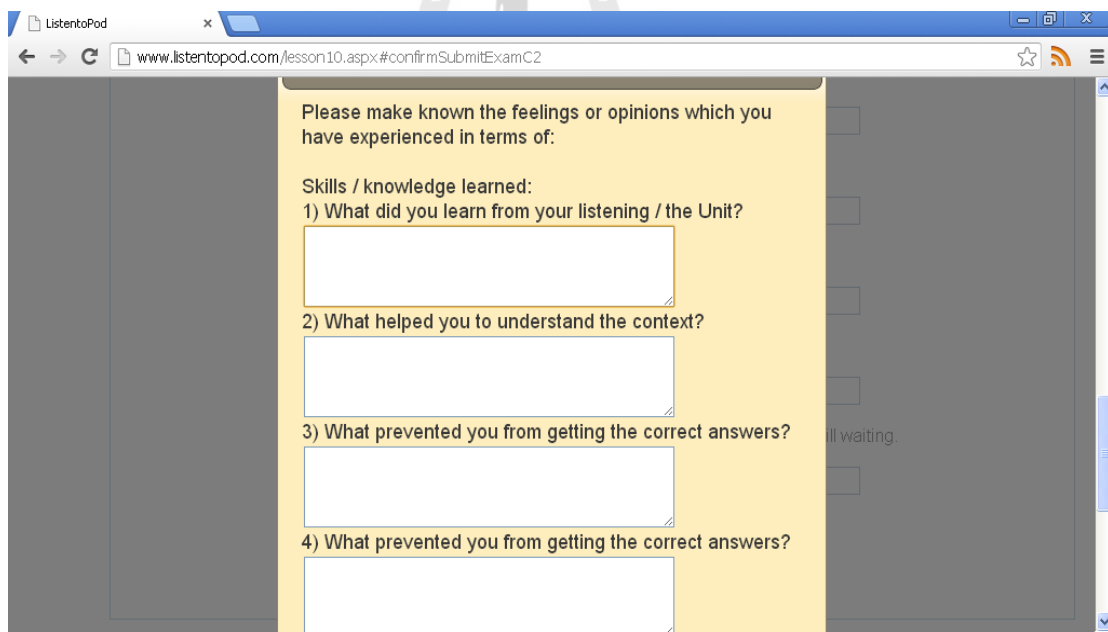 ListentoPod
www.listentopod.com/lesson10.aspx#confirmSubmitExamC2
Please make known the feelings or opinions which you
have experienced in terms of:
Skills / knowledge learned:
1) What did you learn from your listening / the Unit?
2) What helped you to understand the context?
3) What prevented you from getting the correct answers?
ill waiting.
4) What prevented you from getting the correct answers?